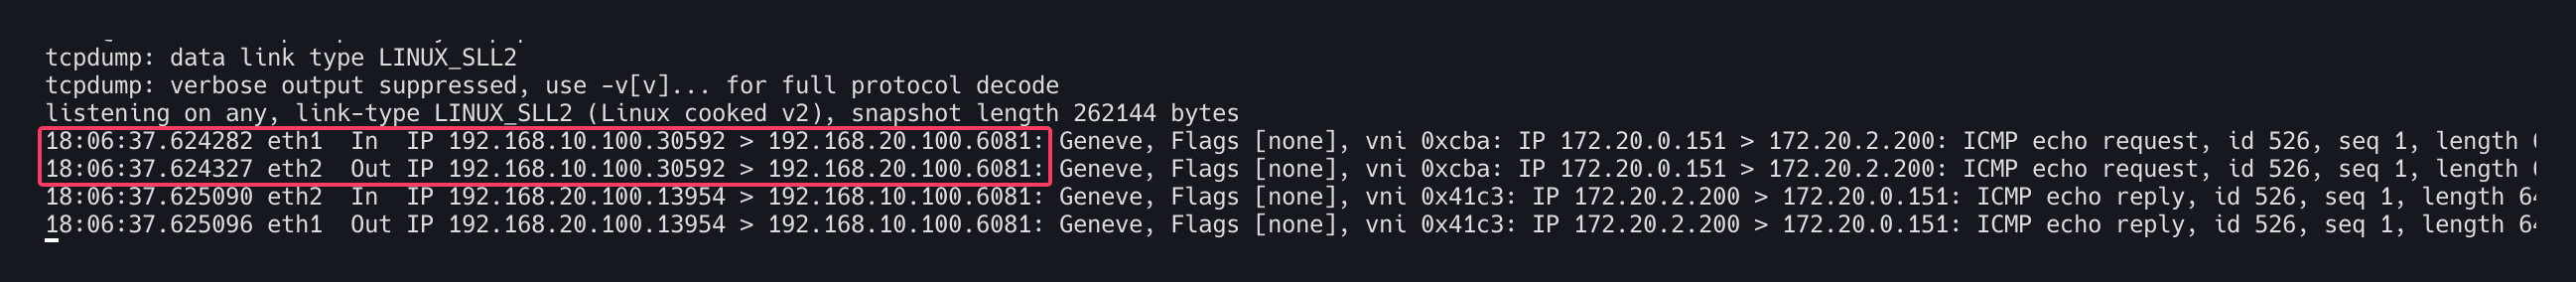 tcpdump: data link type LINUX_SLL2
tcpdump: verbose output suppressed, use -v[v]... for full protocol decode
listening on any, link-type LINUX_SLL2 (Linux cooked v2), snapshot length 262144 bytes
18:06:37.624282 eth1  In  IP 192.168.10.100.30592 > 192.168.20.100.6081: Geneve, Flags [none], vni 0xcba: IP 172.20.0.151 > 172.20.2.200: ICMP echo request, id 526, seq 1, length
18:06:37.624327 eth2  Out IP 192.168.10.100.30592 > 192.168.20.100.6081: Geneve, Flags [none], vni 0xcba: IP 172.20.0.151 > 172.20.2.200: ICMP echo request, id 526, seq 1, length
18:06:37.625090 eth2  In  IP 192.168.20.100.13954 > 192.168.10.100.6081: Geneve, Flags [none], vni 0x41c3: IP 172.20.2.200 > 172.20.0.151: ICMP echo reply, id 526, seq 1, length
18:06:37.625096 eth1  Out IP 192.168.20.100.13954 > 192.168.10.100.6081: Geneve, Flags [none], vni 0x41c3: IP 172.20.2.200 > 172.20.0.151: ICMP echo reply, id 526, seq 1, length